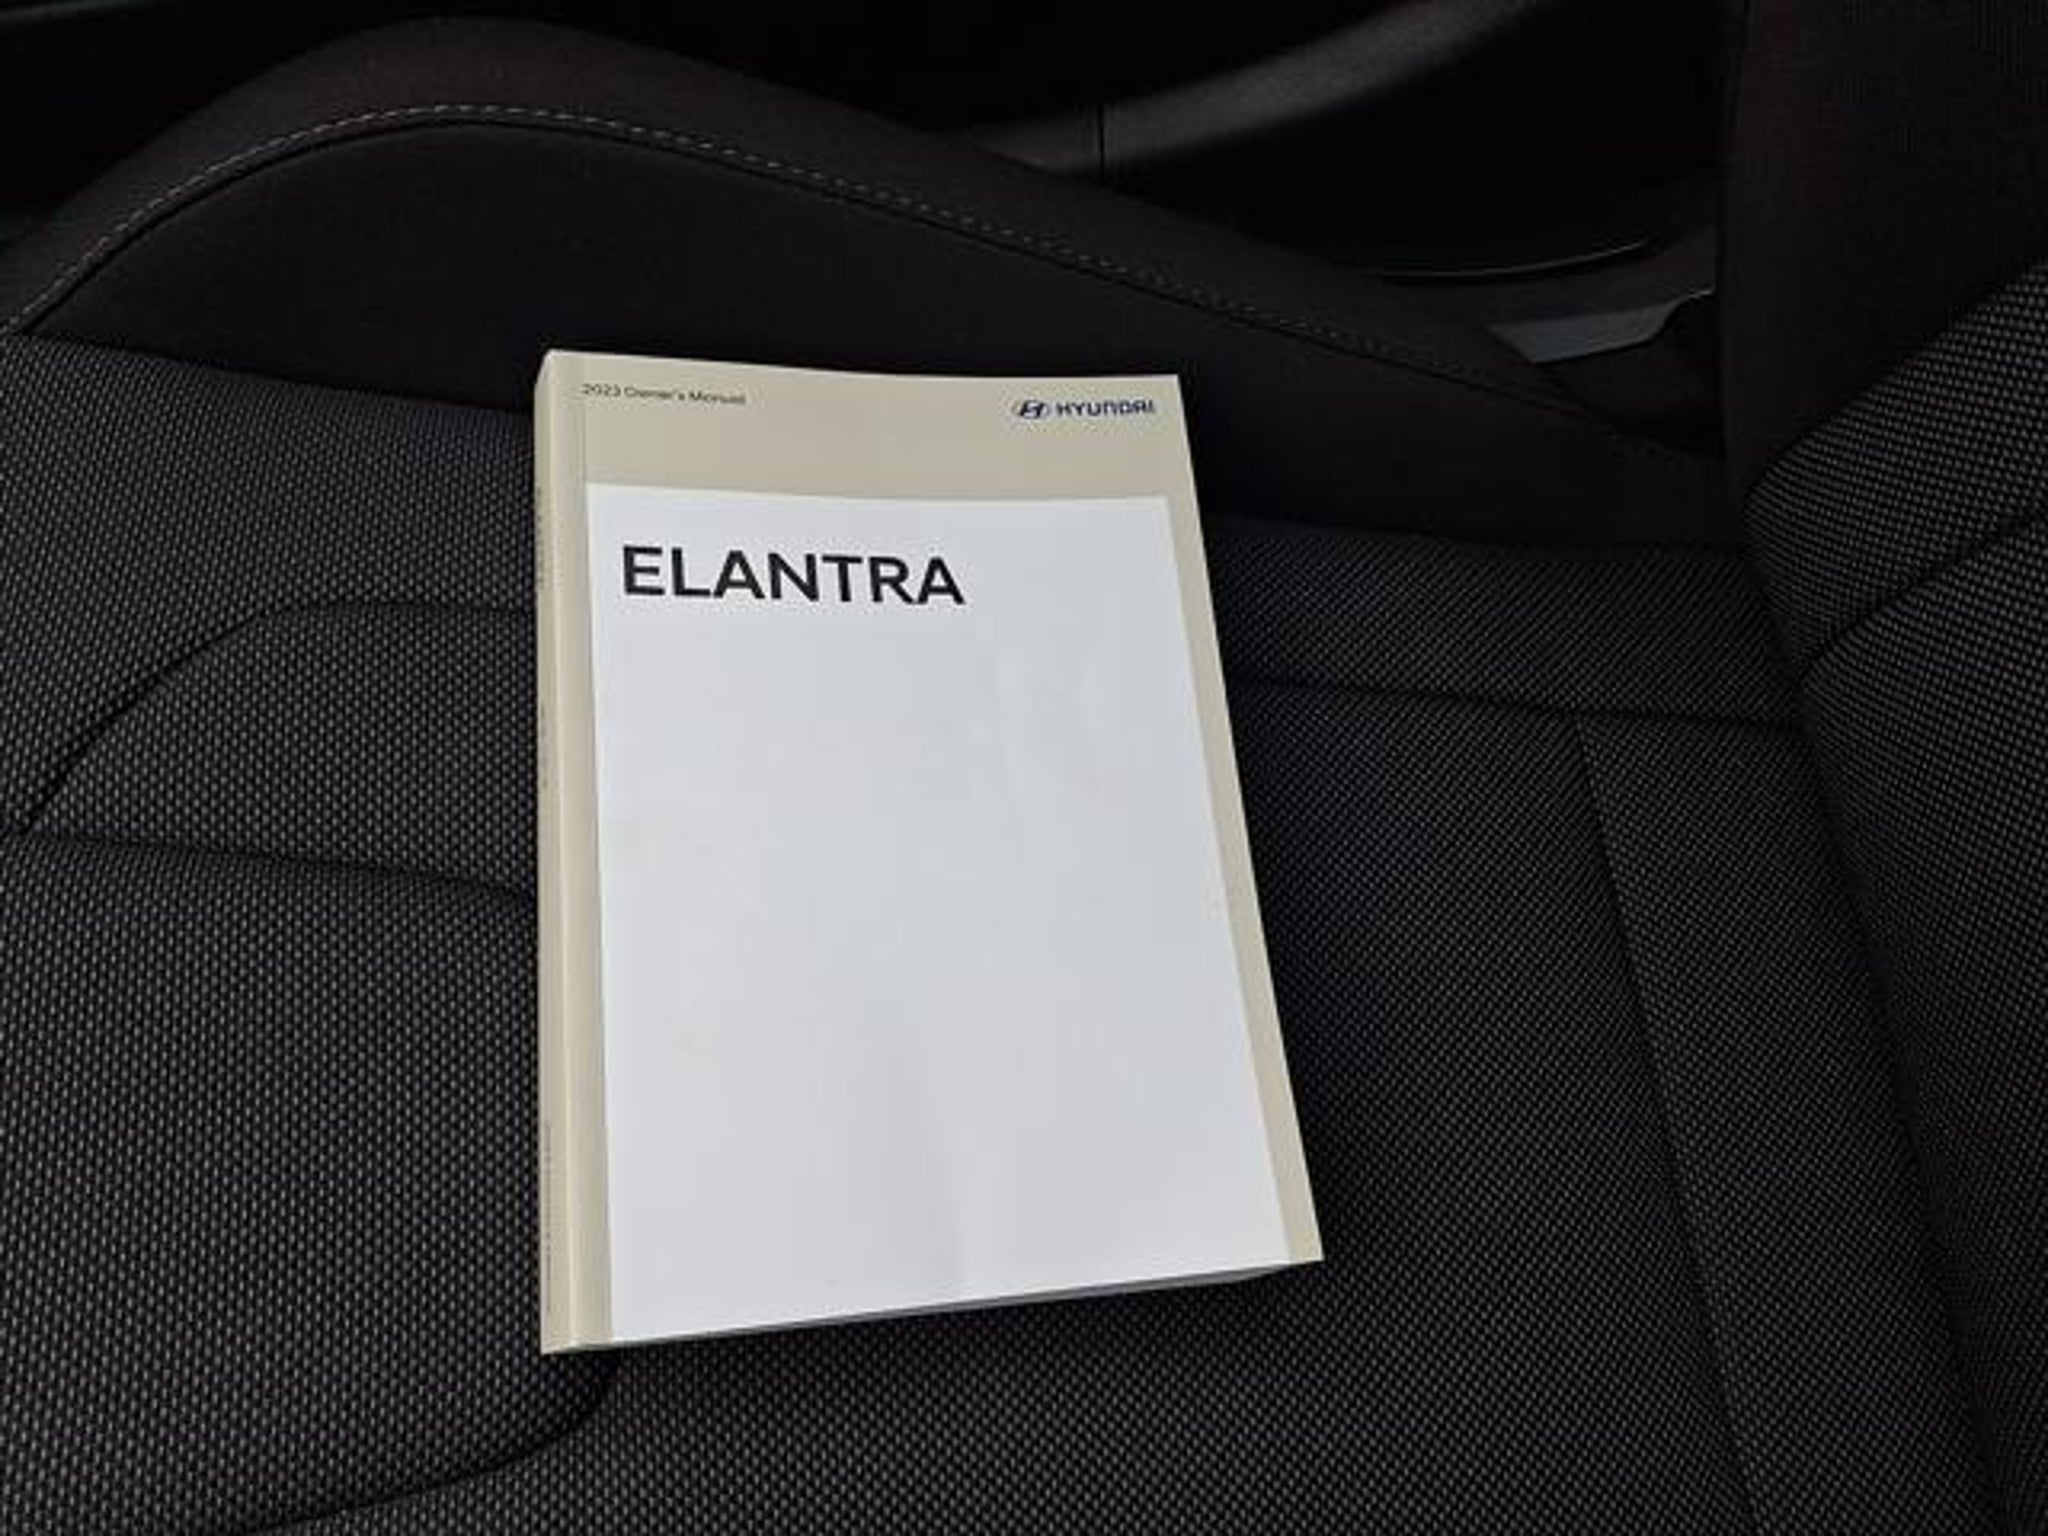 2023 Owner's Manual
HYUNDAI
ELANTRA